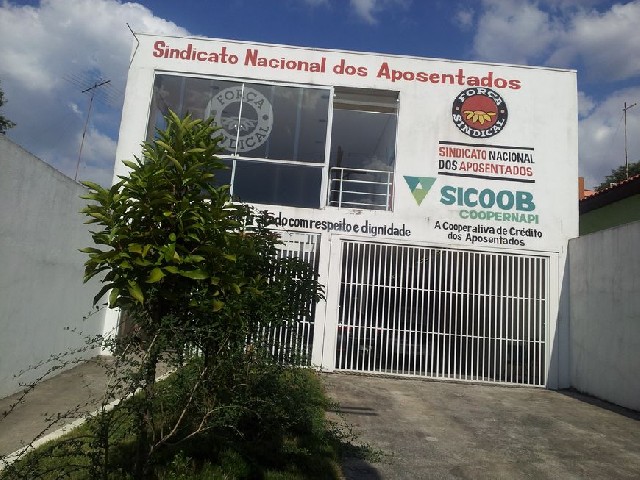 Sindicato Nacional dos Aposentados
FORÇA
SINDICAL
FORÇA
SINDICAL
SINDICATO NACIONAL
DOS APOSENTADOS
SICOOB
COOPERNAPI
A Cooperativa de Crédito
dos Aposentados
com respeito e dignidade